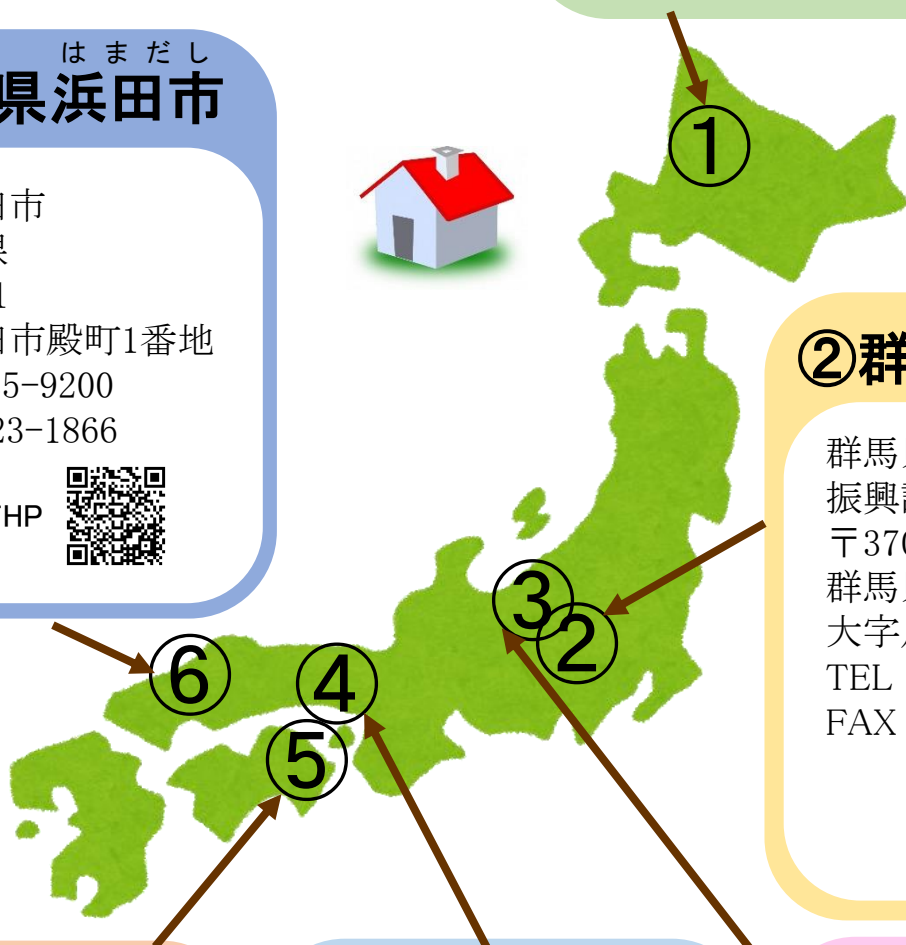 はまだし
県浜田市
田市
県
1
田市殿町1番地
5-9200
23-1866
HP
①
②群
群馬
振興
〒370
群馬
大字
TEL
FAX
③
②
⑥
④
⑤